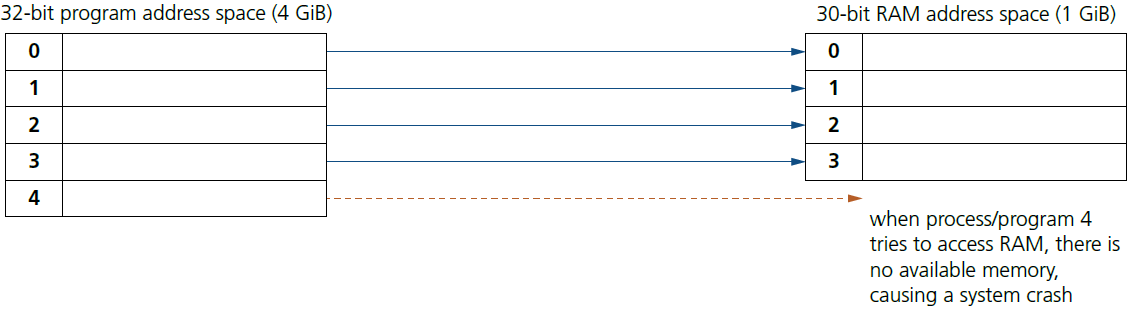 32-bit program address space (4 GiB)
30-bit RAM address space (1 GiB)
0
0
1
1
2
2
3
3
4
when process/program 4
tries to access RAM, there is
no available memory,
causing a system crash